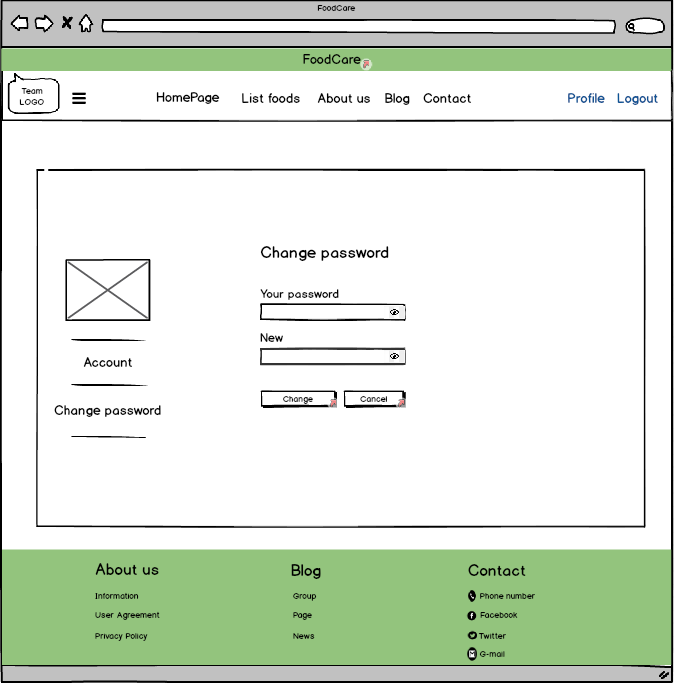 FoodCare
FoodCare
Team
LOGO
HomePage List foods About us Blog Contact Profile Logout
Change password
Your password
New
Account
Change password
Change Cancel
About us Blog Contact
Information Group Phone number
User Agreement Page Facebook
Privacy Policy News Twitter
G-mail